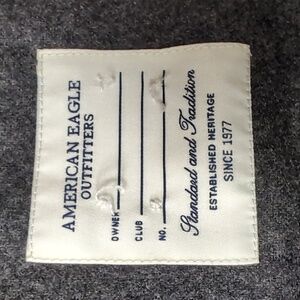 AMERICAN EAGLE
OUTFITTERS
OWNER
CLUB
NO.
Standard and Tradition
ESTABLISHED HERITAGE
SINCE 1977